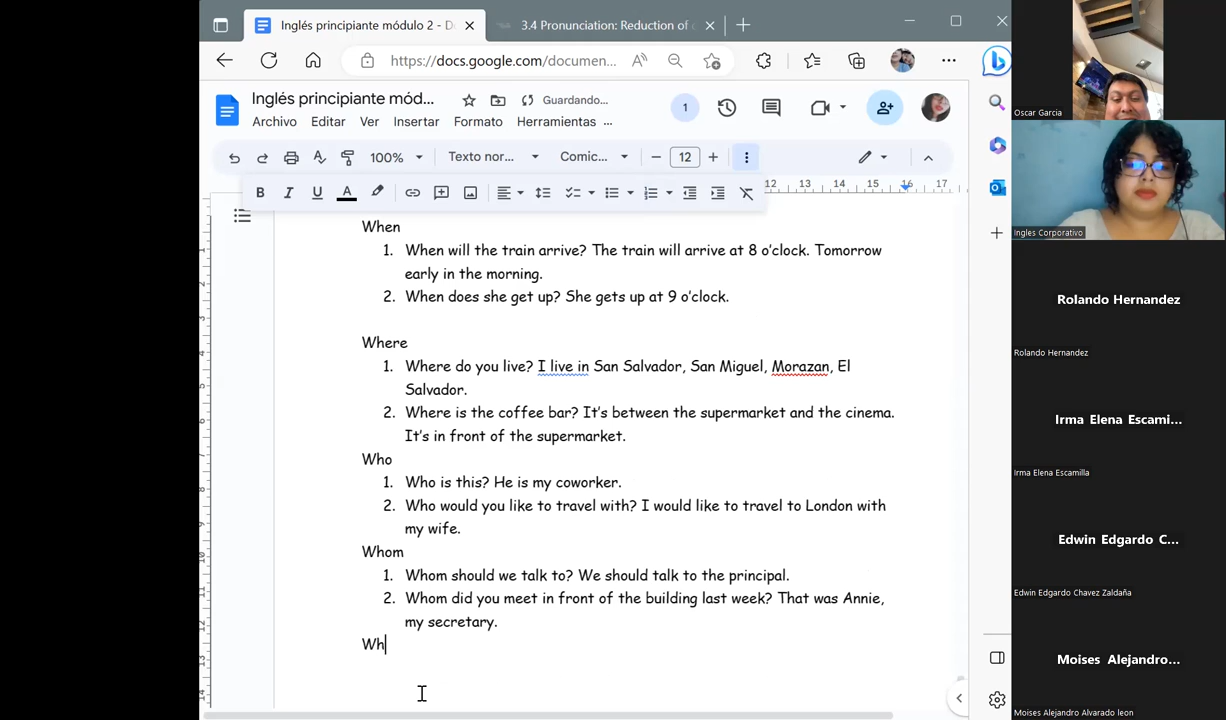 Inglés principiante módulo 2 - D
3.4 Pronunciation: Reduction of
https://docs.google.com/documen...
Inglés principiante mód...
Guardando...
1
Archivo Editar Ver Insertar Formato Herramientas ...
100% Texto nor... Comic... 12
B I U A
12 13 14 15 16 17
When
1. When will the train arrive? The train will arrive at 8 o'clock. Tomorrow
early in the morning.
2. When does she get up? She gets up at 9 o'clock.
Where
1. Where do you live? I live in San Salvador, San Miguel, Morazan, El
Salvador.
2. Where is the coffee bar? It's between the supermarket and the cinema.
It's in front of the supermarket.
Who
1. Who is this? He is my coworker.
2. Who would you like to travel with? I would like to travel to London with
my wife.
Whom
1. Whom should we talk to? We should talk to the principal.
2. Whom did you meet in front of the building last week? That was Annie,
my secretary.
Wh
Oscar Garcia
Ingles Corporativo
Rolando Hernandez
Rolando Hernandez
Irma Elena Escami...
Irma Elena Escamilla
Edwin Edgardo C...
Edwin Edgardo Chavez Zaldaña
Moises Alejandro...
Moises Alejandro Alvarado leon